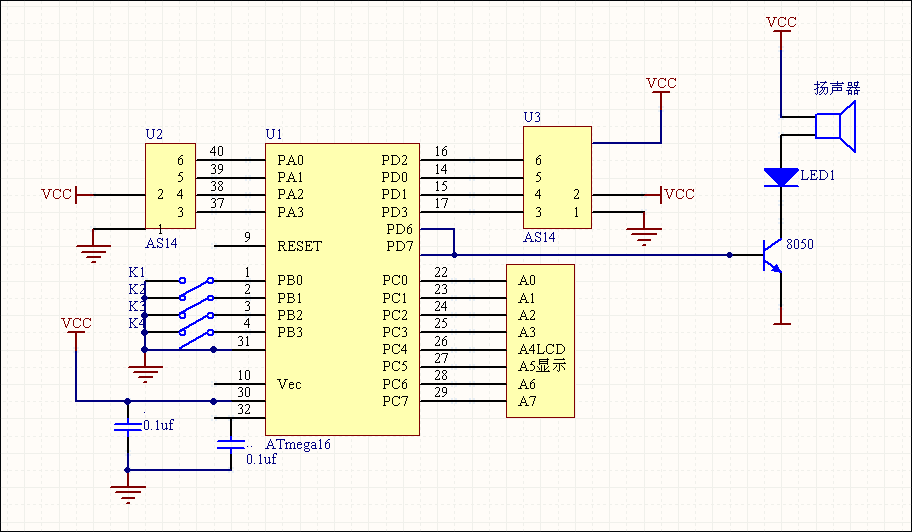 VCC
扬声器
LED1
8050
VCC
U3
6
5
4
3
2
1
VCC
AS14
U2
6
5
4
3
2
1
VCC
AS14
40
39
38
37
9
1
2
3
4
31
10
30
32
U1
PA0
PA1
PA2
PA3
RESET
PB0
PB1
PB2
PB3
Vec
PD2
PD0
PD1
PD3
PD6
PD7
PC0
PC1
PC2
PC3
PC4
PC5
PC6
PC7
ATmega16
16
14
15
17
22
23
24
25
26
27
28
29
A0
A1
A2
A3
A4LCD
A5显示
A6
A7
K1
K2
K3
K4
VCC
0.1uf
0.1uf